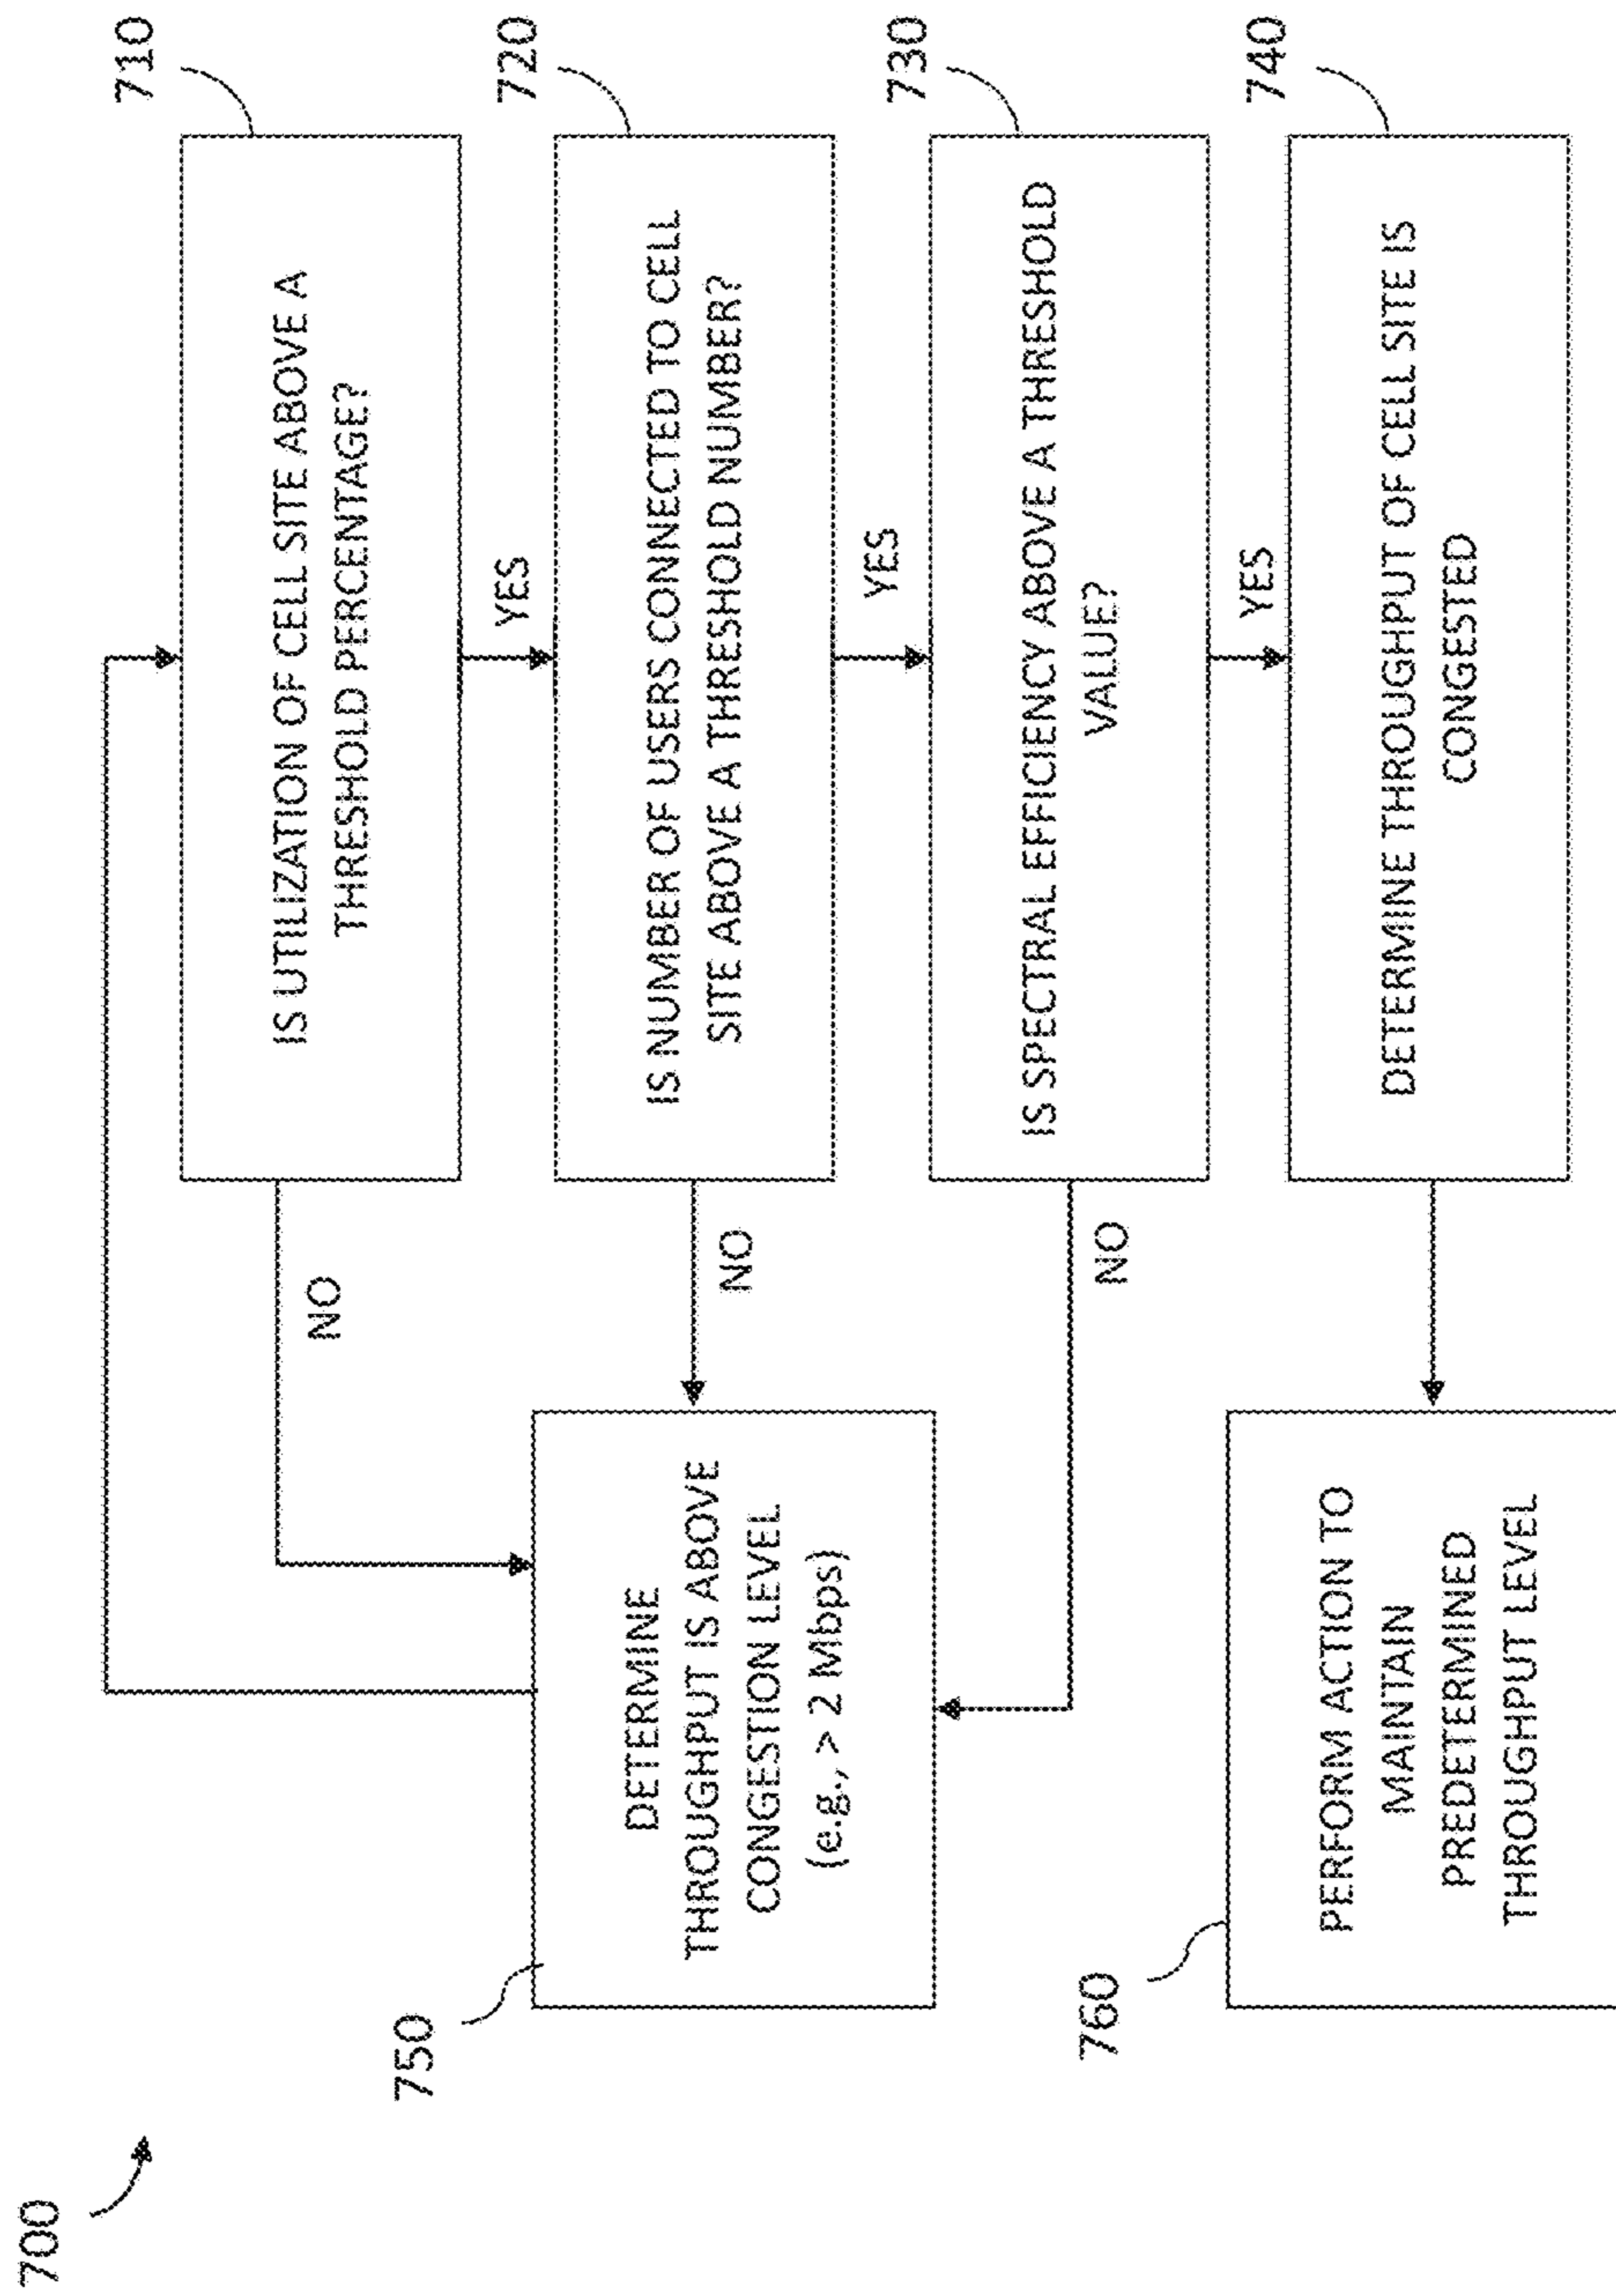 700
710
IS UTILIZATION OF CELL SITE ABOVE A
THRESHOLD PERCENTAGE?
NO
YES
720
IS NUMBER OF USERS CONNECTED TO CELL
SITE ABOVE A THRESHOLD NUMBER?
NO
YES
750
DETERMINE
THROUGHPUT IS ABOVE
CONGESTION LEVEL
(e.g., > 2 Mbps)
730
IS SPECTRAL EFFICIENCY ABOVE A THRESHOLD
VALUE?
NO
YES
740
DETERMINE THROUGHPUT OF CELL SITE IS
CONGESTED
760
PERFORM ACTION TO
MAINTAIN
PREDETERMINED
THROUGHPUT LEVEL